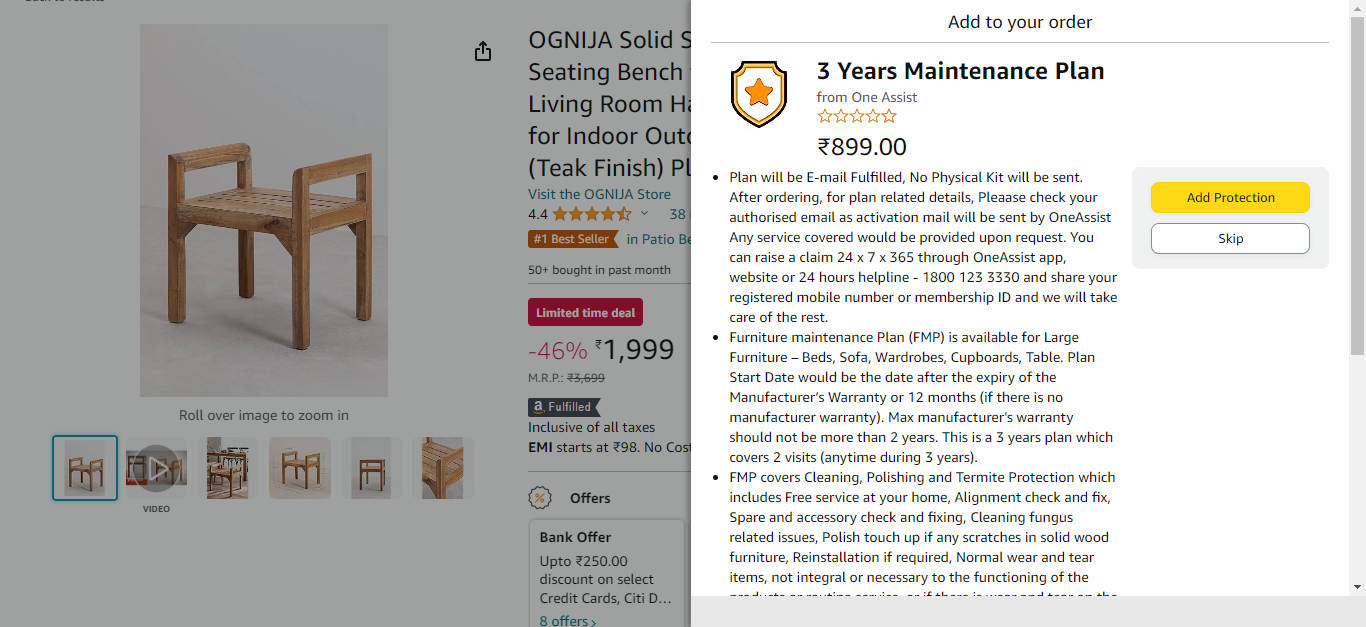 OGNIJA Solid S
Seating Bench
Living Room Ha
for Indoor Outd
(Teak Finish) Pl
Visit the OGNIJA Store
4.4
38
#1 Best Seller
in Patio Be
50+ bought in past month
Limited time deal
-46% ₹1,999
M.R.P.: ₹3,699
a Fulfilled
Inclusive of all taxes
EMI starts at ₹98. No Cost
Offers
Bank Offer
Upto ₹250.00
discount on select
Credit Cards, Citi D…
8 offers ›
Roll over image to zoom in
VIDEO
Add to your order
3 Years Maintenance Plan
from One Assist
₹899.00
Plan will be E-mail Fulfilled, No Physical Kit will be sent.
After ordering, for plan related details, Pleaase check your
authorised email as activation mail will be sent by OneAssist
Any service covered would be provided upon request. You
can raise a claim 24 x 7 x 365 through OneAssist app,
website or 24 hours helpline - 1800 123 3330 and share your
registered mobile number or membership ID and we will take
care of the rest.
Furniture maintenance Plan (FMP) is available for Large
Furniture – Beds, Sofa, Wardrobes, Cupboards, Table. Plan
Start Date would be the date after the expiry of the
Manufacturer’s Warranty or 12 months (if there is no
manufacturer warranty). Max manufacturer's warranty
should not be more than 2 years. This is a 3 years plan which
covers 2 visits (anytime during 3 years).
FMP covers Cleaning, Polishing and Termite Protection which
includes Free service at your home, Alignment check and fix,
Spare and accessory check and fixing, Cleaning fungus
related issues, Polish touch up if any scratches in solid wood
furniture, Reinstallation if required, Normal wear and tear
items, not integral or necessary to the functioning of the
products or routine service, or if there is wear and tear on the
Add Protection
Skip